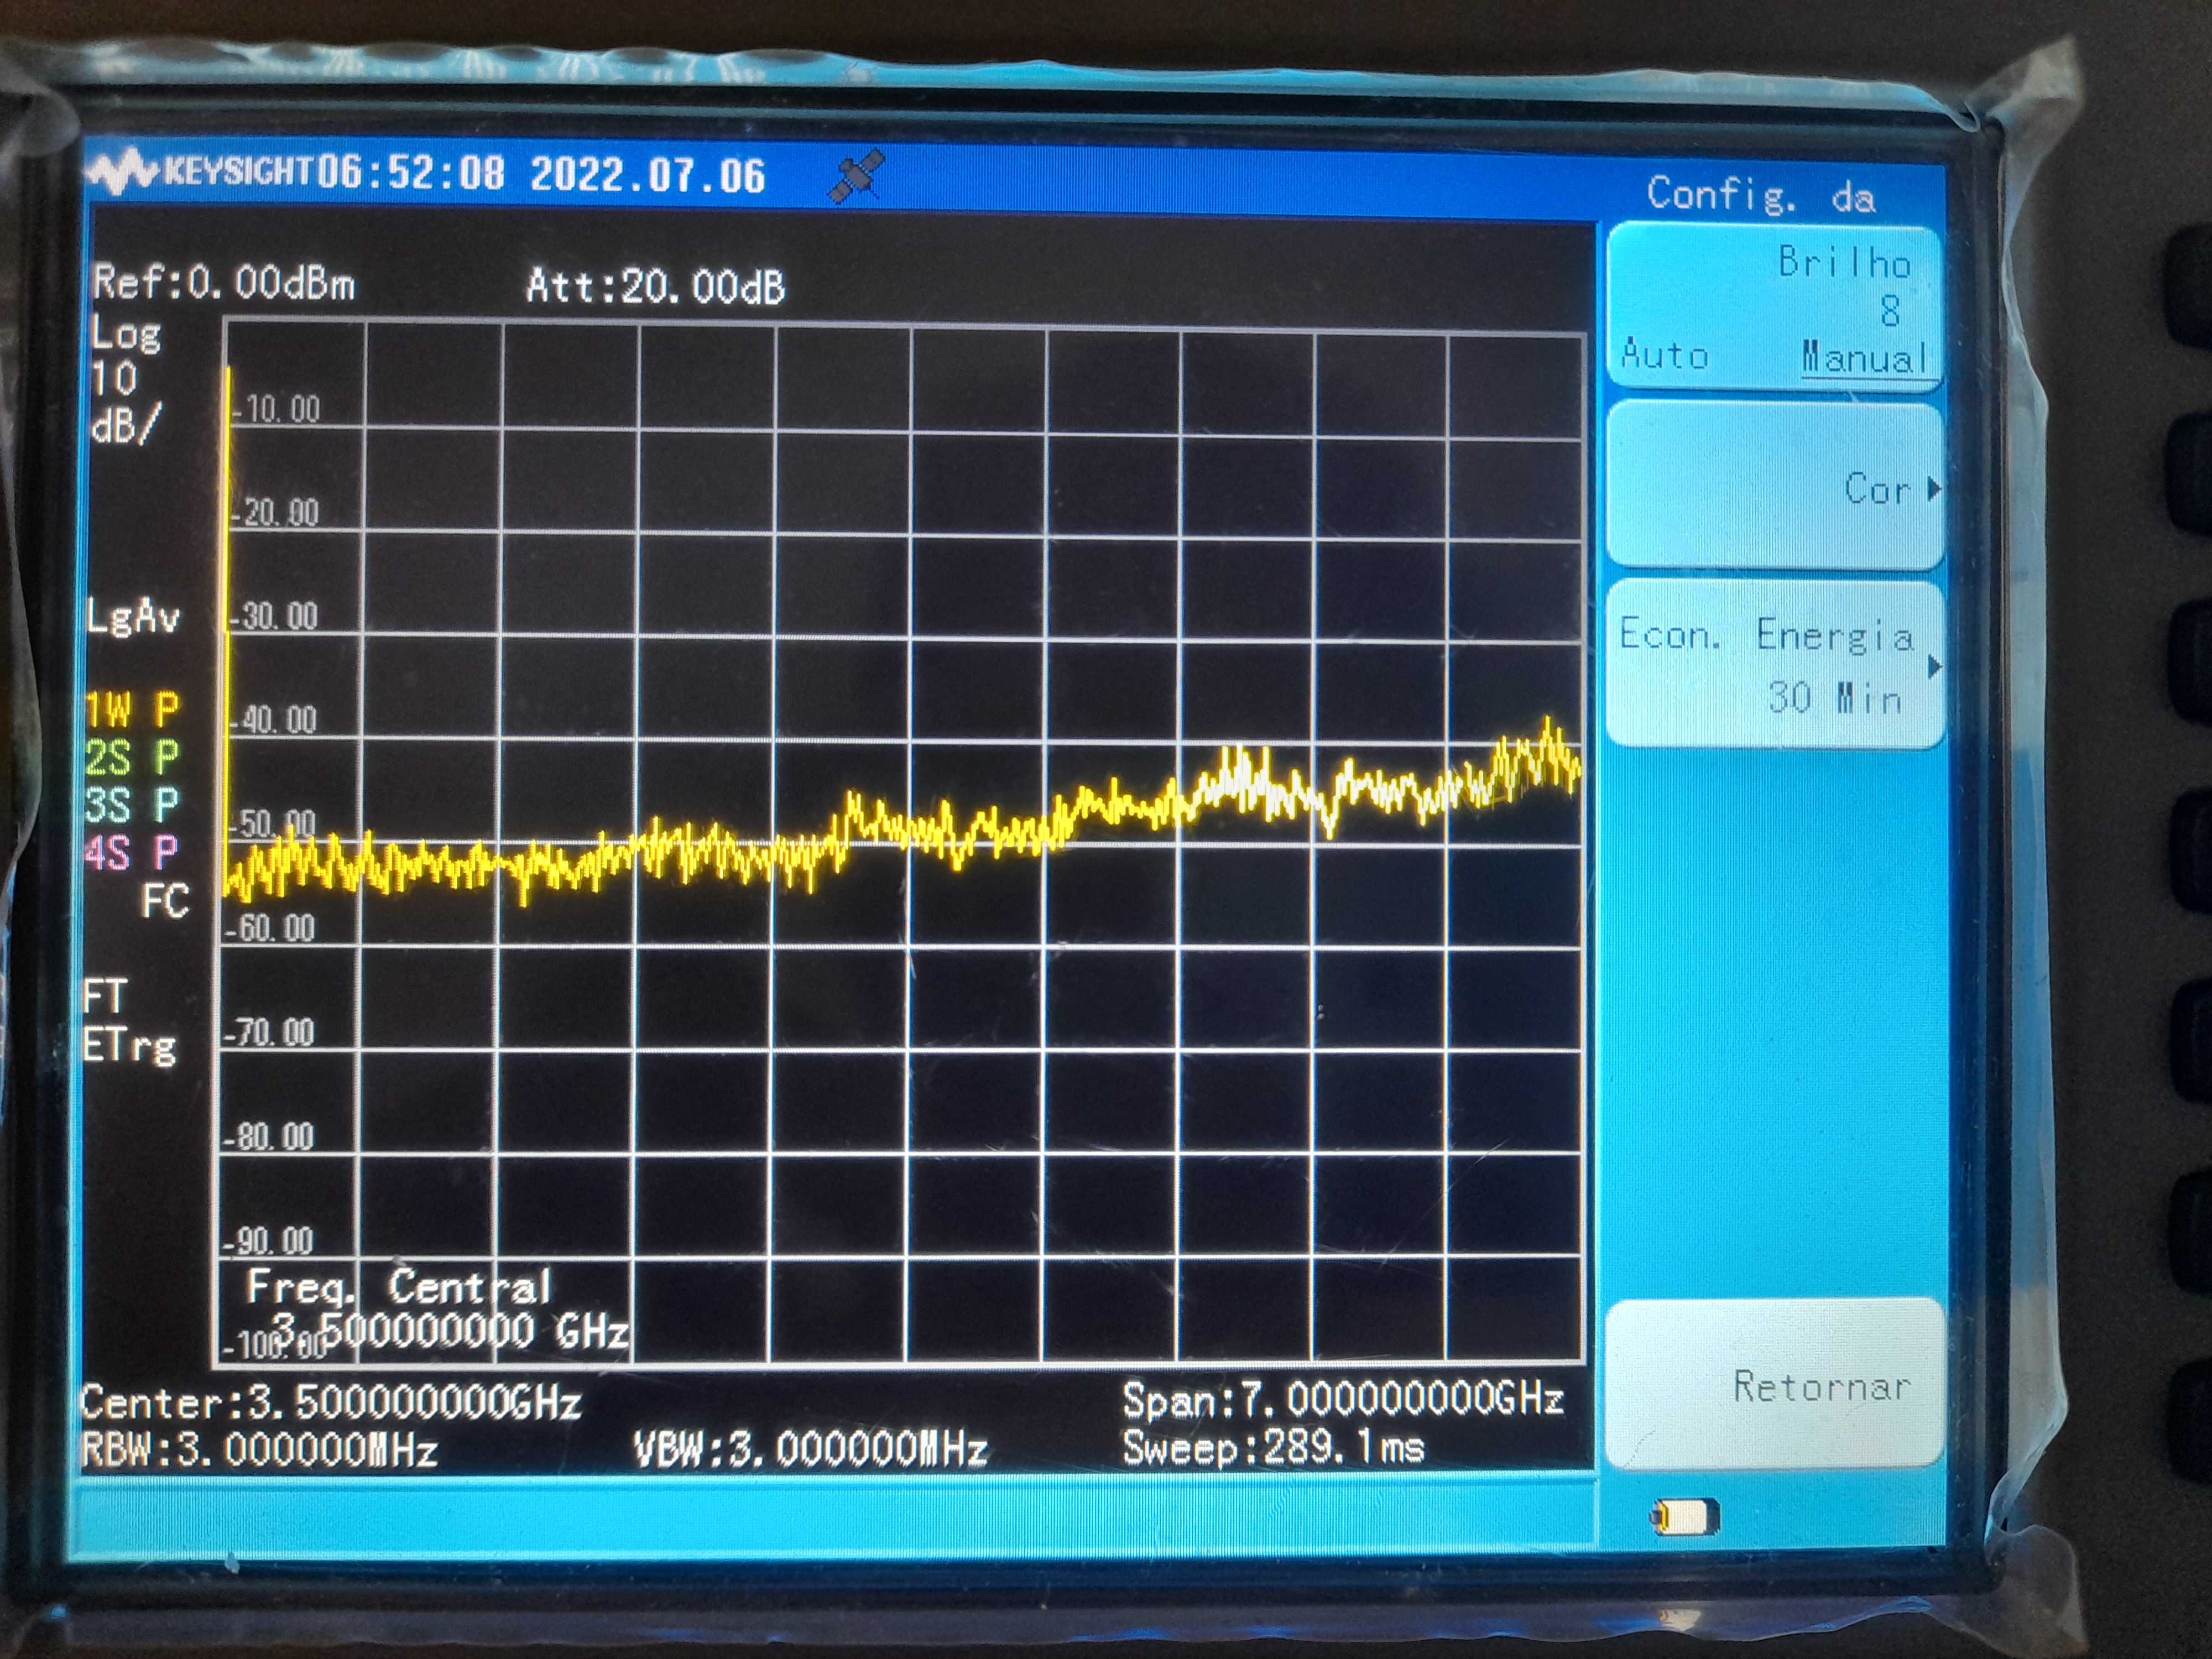 KEYSIGHT 06:52:08 2022.07.06
Config. da
Ref:0.00dBm Att:20.00dB
Log
10
dB/
LgAv
1W P
2S P
3S P
4S P
FC
FT
ETrg
-10.00
-20.00
-30.00
-40.00
-50.00
-60.00
-70.00
-80.00
-90.00
-100.00
Freq. Central
3.500000000 GHz
Center:3.500000000GHz Span:7.000000000GHz
RBW:3.000000MHz VBW:3.000000MHz Sweep:289.1ms
Brilho
8
Auto Manual
Cor
Econ. Energia
30 Min
Retornar